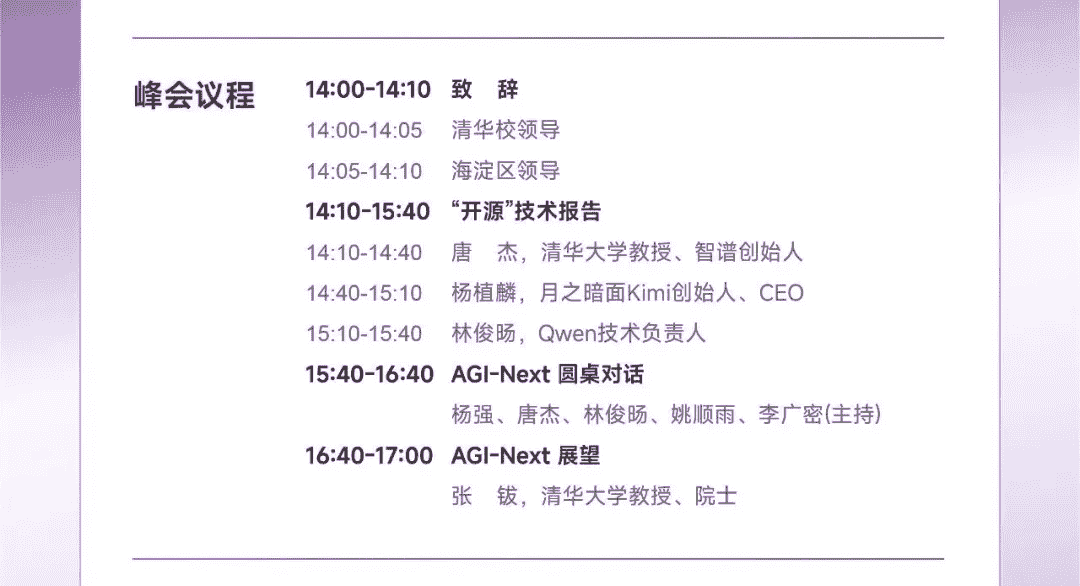 峰会议程
14:00-14:10 致 辞
14:00-14:05 清华校领导
14:05-14:10 海淀区领导
14:10-15:40 “开源”技术报告
14:10-14:40 唐 杰，清华大学教授、智谱创始人
14:40-15:10 杨植麟，月之暗面Kimi创始人、CEO
15:10-15:40 林俊旸，Qwen技术负责人
15:40-16:40 AGI-Next 圆桌对话
杨强、唐杰、林俊旸、姚顺雨、李广密(主持)
16:40-17:00 AGI-Next 展望
张 钹，清华大学教授、院士